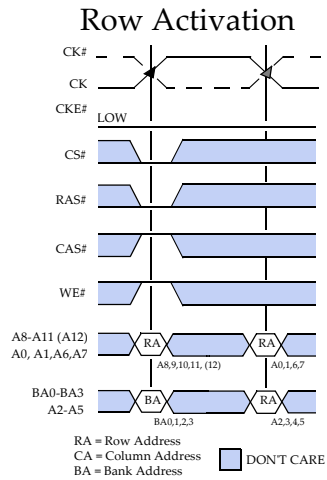 Row Activation
CK#
CK
CKE#
LOW
CS#
RAS#
CAS#
WE#
A8-A11 (A12)
A0, A1,A6,A7
RA
RA
A8,9,10,11, (12)
A0,1,6,7
BA0-BA3
A2-A5
BA
RA
BA0,1,2,3
A2,3,4,5
RA = Row Address
CA = Column Address
BA = Bank Address
DON'T CARE